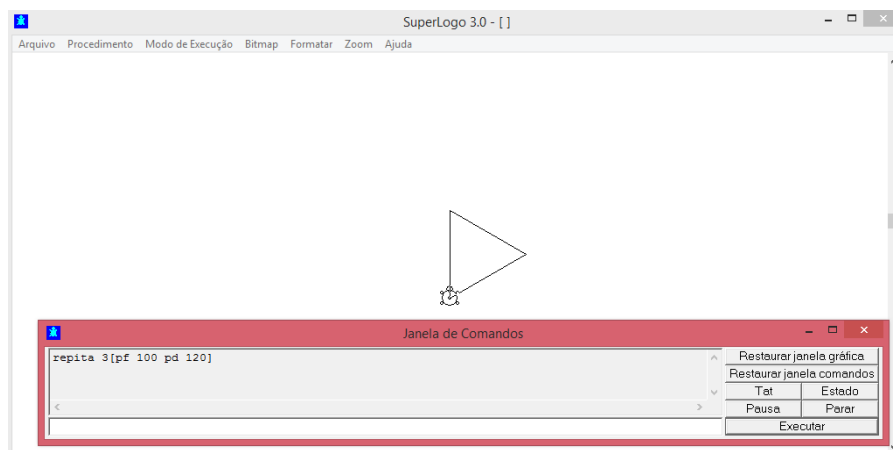 SuperLogo 3.0 - [ ]
Arquivo Procedimento Modo de Execução Bitmap Formatar Zoom Ajuda
Janela de Comandos
repita 3[pf 100 pd 120]
Restaurar janela gráfica
Restaurar janela comandos
Tat Estado
Pausa Parar
Executar